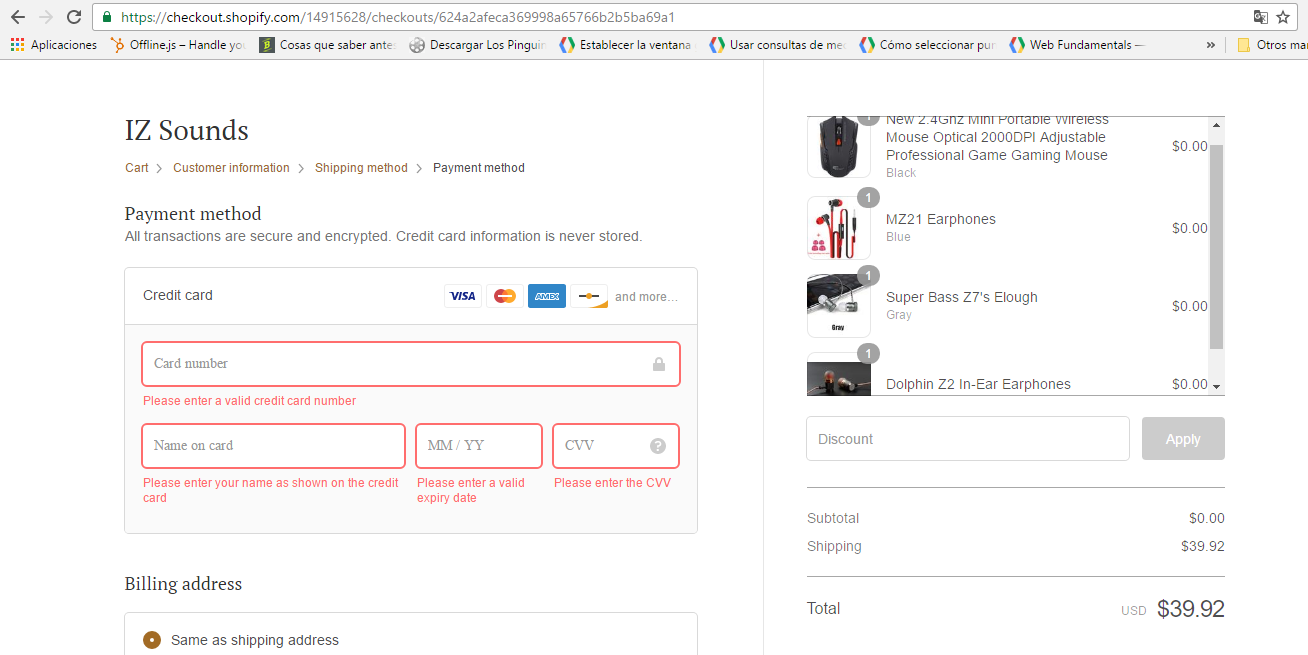 https://checkout.shopify.com/14915628/checkouts/624a2afeca369998a65766b2b5ba69a1
Aplicaciones
Offline.js – Handle yo
Cosas que saber ante
Descargar Los Pinguin
Establecer la ventana
Usar consultas de me
Cómo seleccionar pun
Web Fundamentals —
»
Otros mar
IZ Sounds
Cart > Customer information > Shipping method > Payment method
Payment method
All transactions are secure and encrypted. Credit card information is never stored.
Credit card
VISA
AMEX
and more…
Card number
Please enter a valid credit card number
Name on card
MM / YY
CVV
?
Please enter your name as shown on the credit
card
Please enter a valid
expiry date
Please enter the CVV
Billing address
Same as shipping address
1
New 2.4Ghz Mini Portable Wireless
Mouse Optical 2000DPI Adjustable
Professional Game Gaming Mouse
Black
$0.00
1
MZ21 Earphones
Blue
$0.00
1
Super Bass Z7's Elough
Gray
$0.00
Gray
1
Dolphin Z2 In-Ear Earphones
$0.00
Discount
Apply
Subtotal
$0.00
Shipping
$39.92
Total
USD $39.92